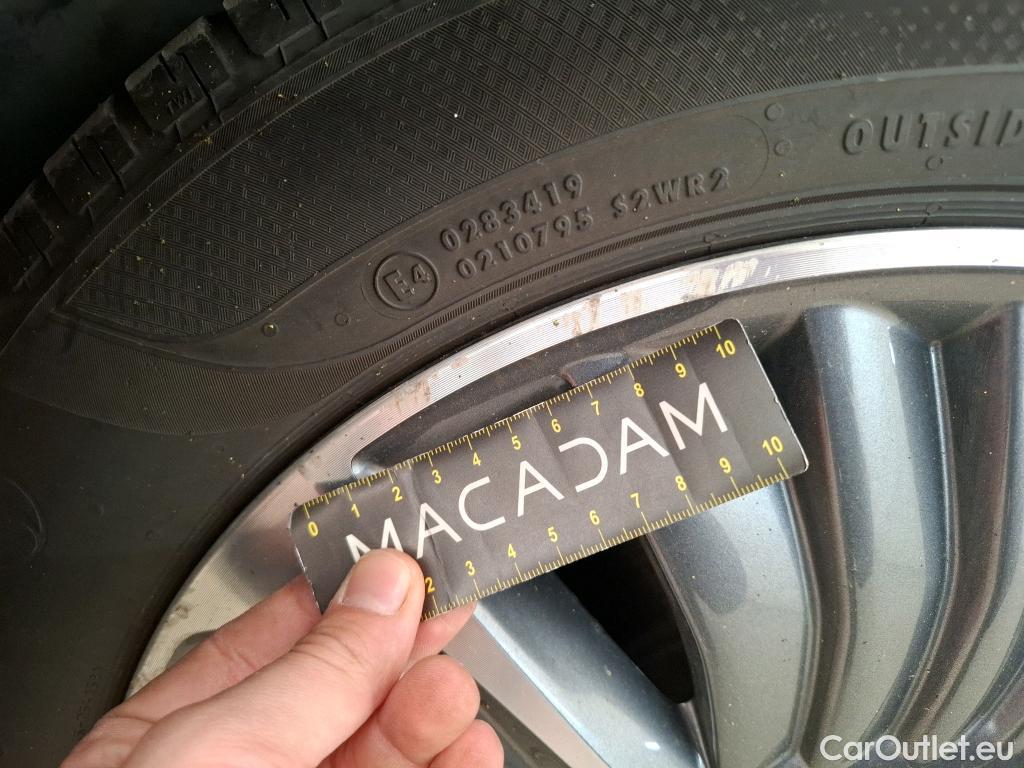 TWI
OUTSID
0283419
0210795 S2WR2
E4
0 1 2 3 4 5 6 7 8 9 10
MACADAM
2 3 4 5 6 7 8 9 10
CarOutlet.eu